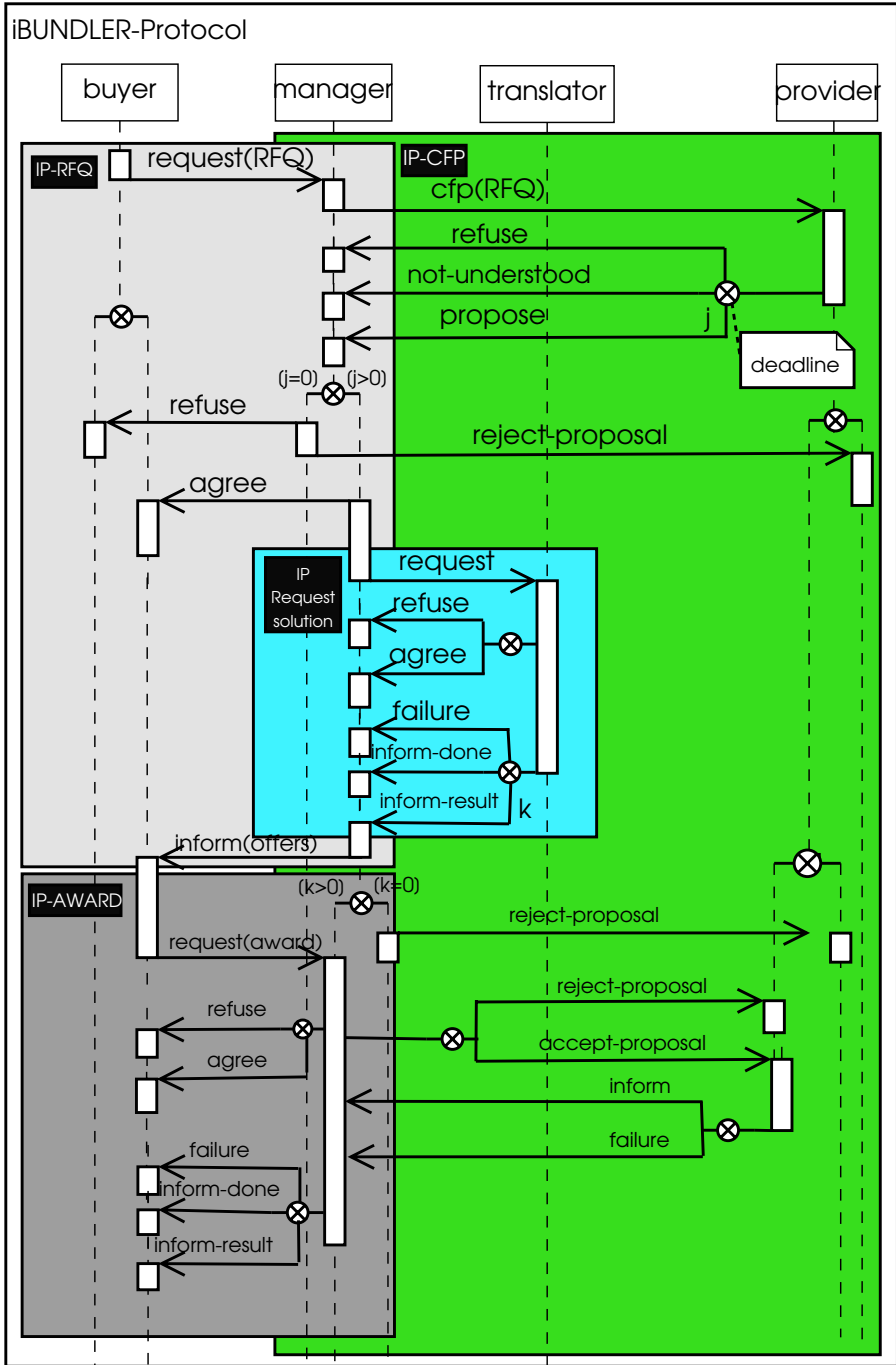 iBUNDLER-Protocol
buyer
manager
translator
provider
IP-RFQ
request(RFQ)
IP-CFP
cfp(RFQ)
refuse
not-understood
propose
j
deadline
(j=0)
(j>0)
refuse
reject-proposal
agree
IP
Request
solution
request
refuse
agree
failure
inform-done
inform-result
k
inform(offers)
IP-AWARD
(k>0)
(k=0)
reject-proposal
request(award)
reject-proposal
refuse
accept-proposal
agree
inform
failure
failure
inform-done
inform-result